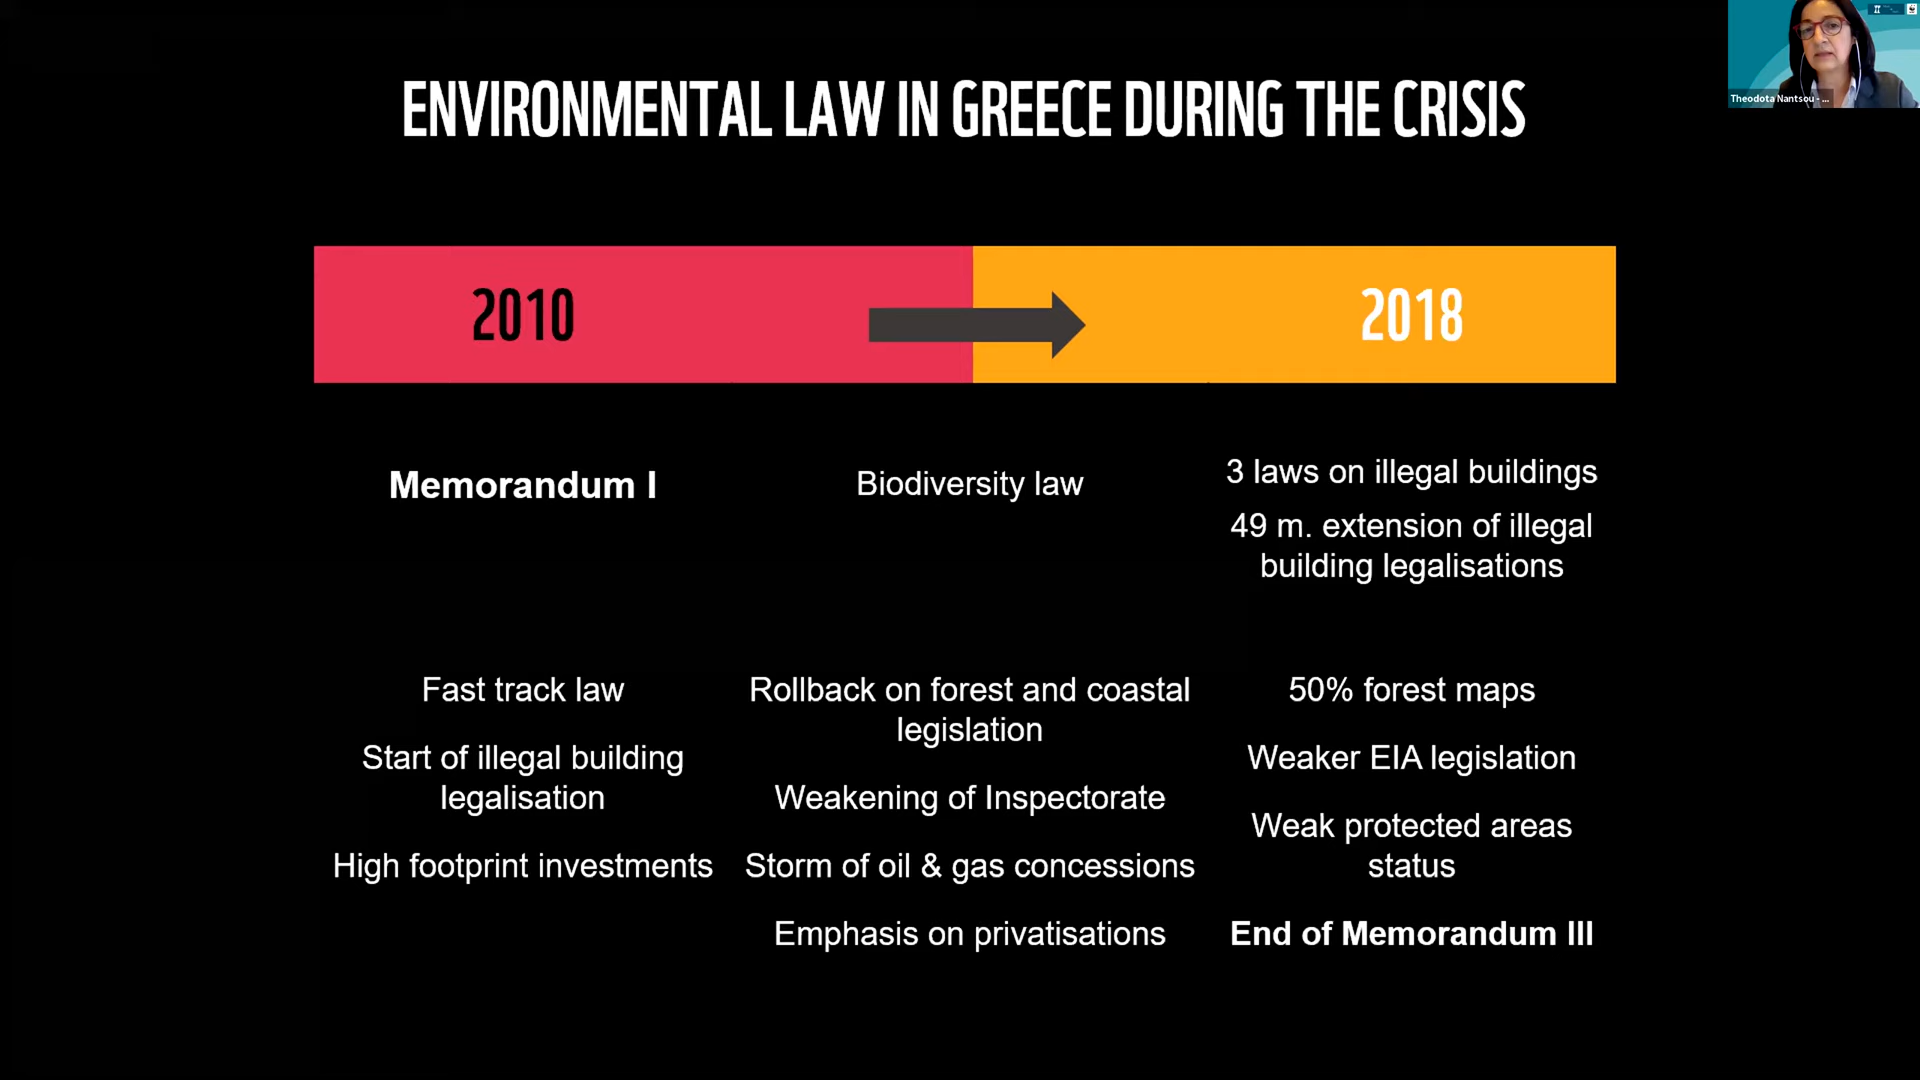 ENVIRONMENTAL LAW IN GREECE DURING THE CRISIS
Theodota Nantsou - ...
2010
2018
Memorandum I
Fast track law
Start of illegal building
legalisation
High footprint investments
Biodiversity law
Rollback on forest and coastal
legislation
Weakening of Inspectorate
Storm of oil & gas concessions
Emphasis on privatisations
3 laws on illegal buildings
49 m. extension of illegal
building legalisations
50% forest maps
Weaker EIA legislation
Weak protected areas
status
End of Memorandum III